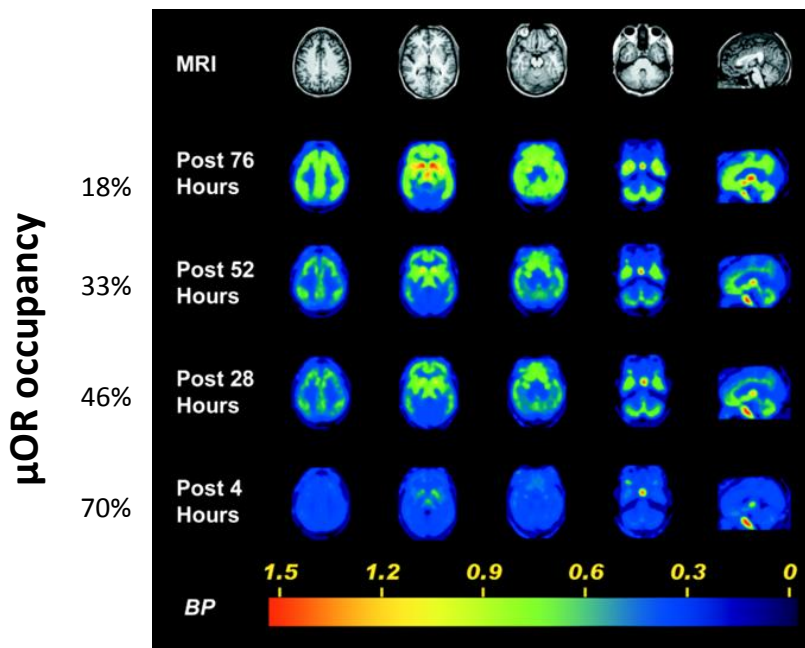 MRI
Post 76
Hours
18%
Post 52
Hours
33%
Post 28
Hours
46%
Post 4
Hours
70%
µOR occupancy
1.5 1.2 0.9 0.6 0.3 0
BP